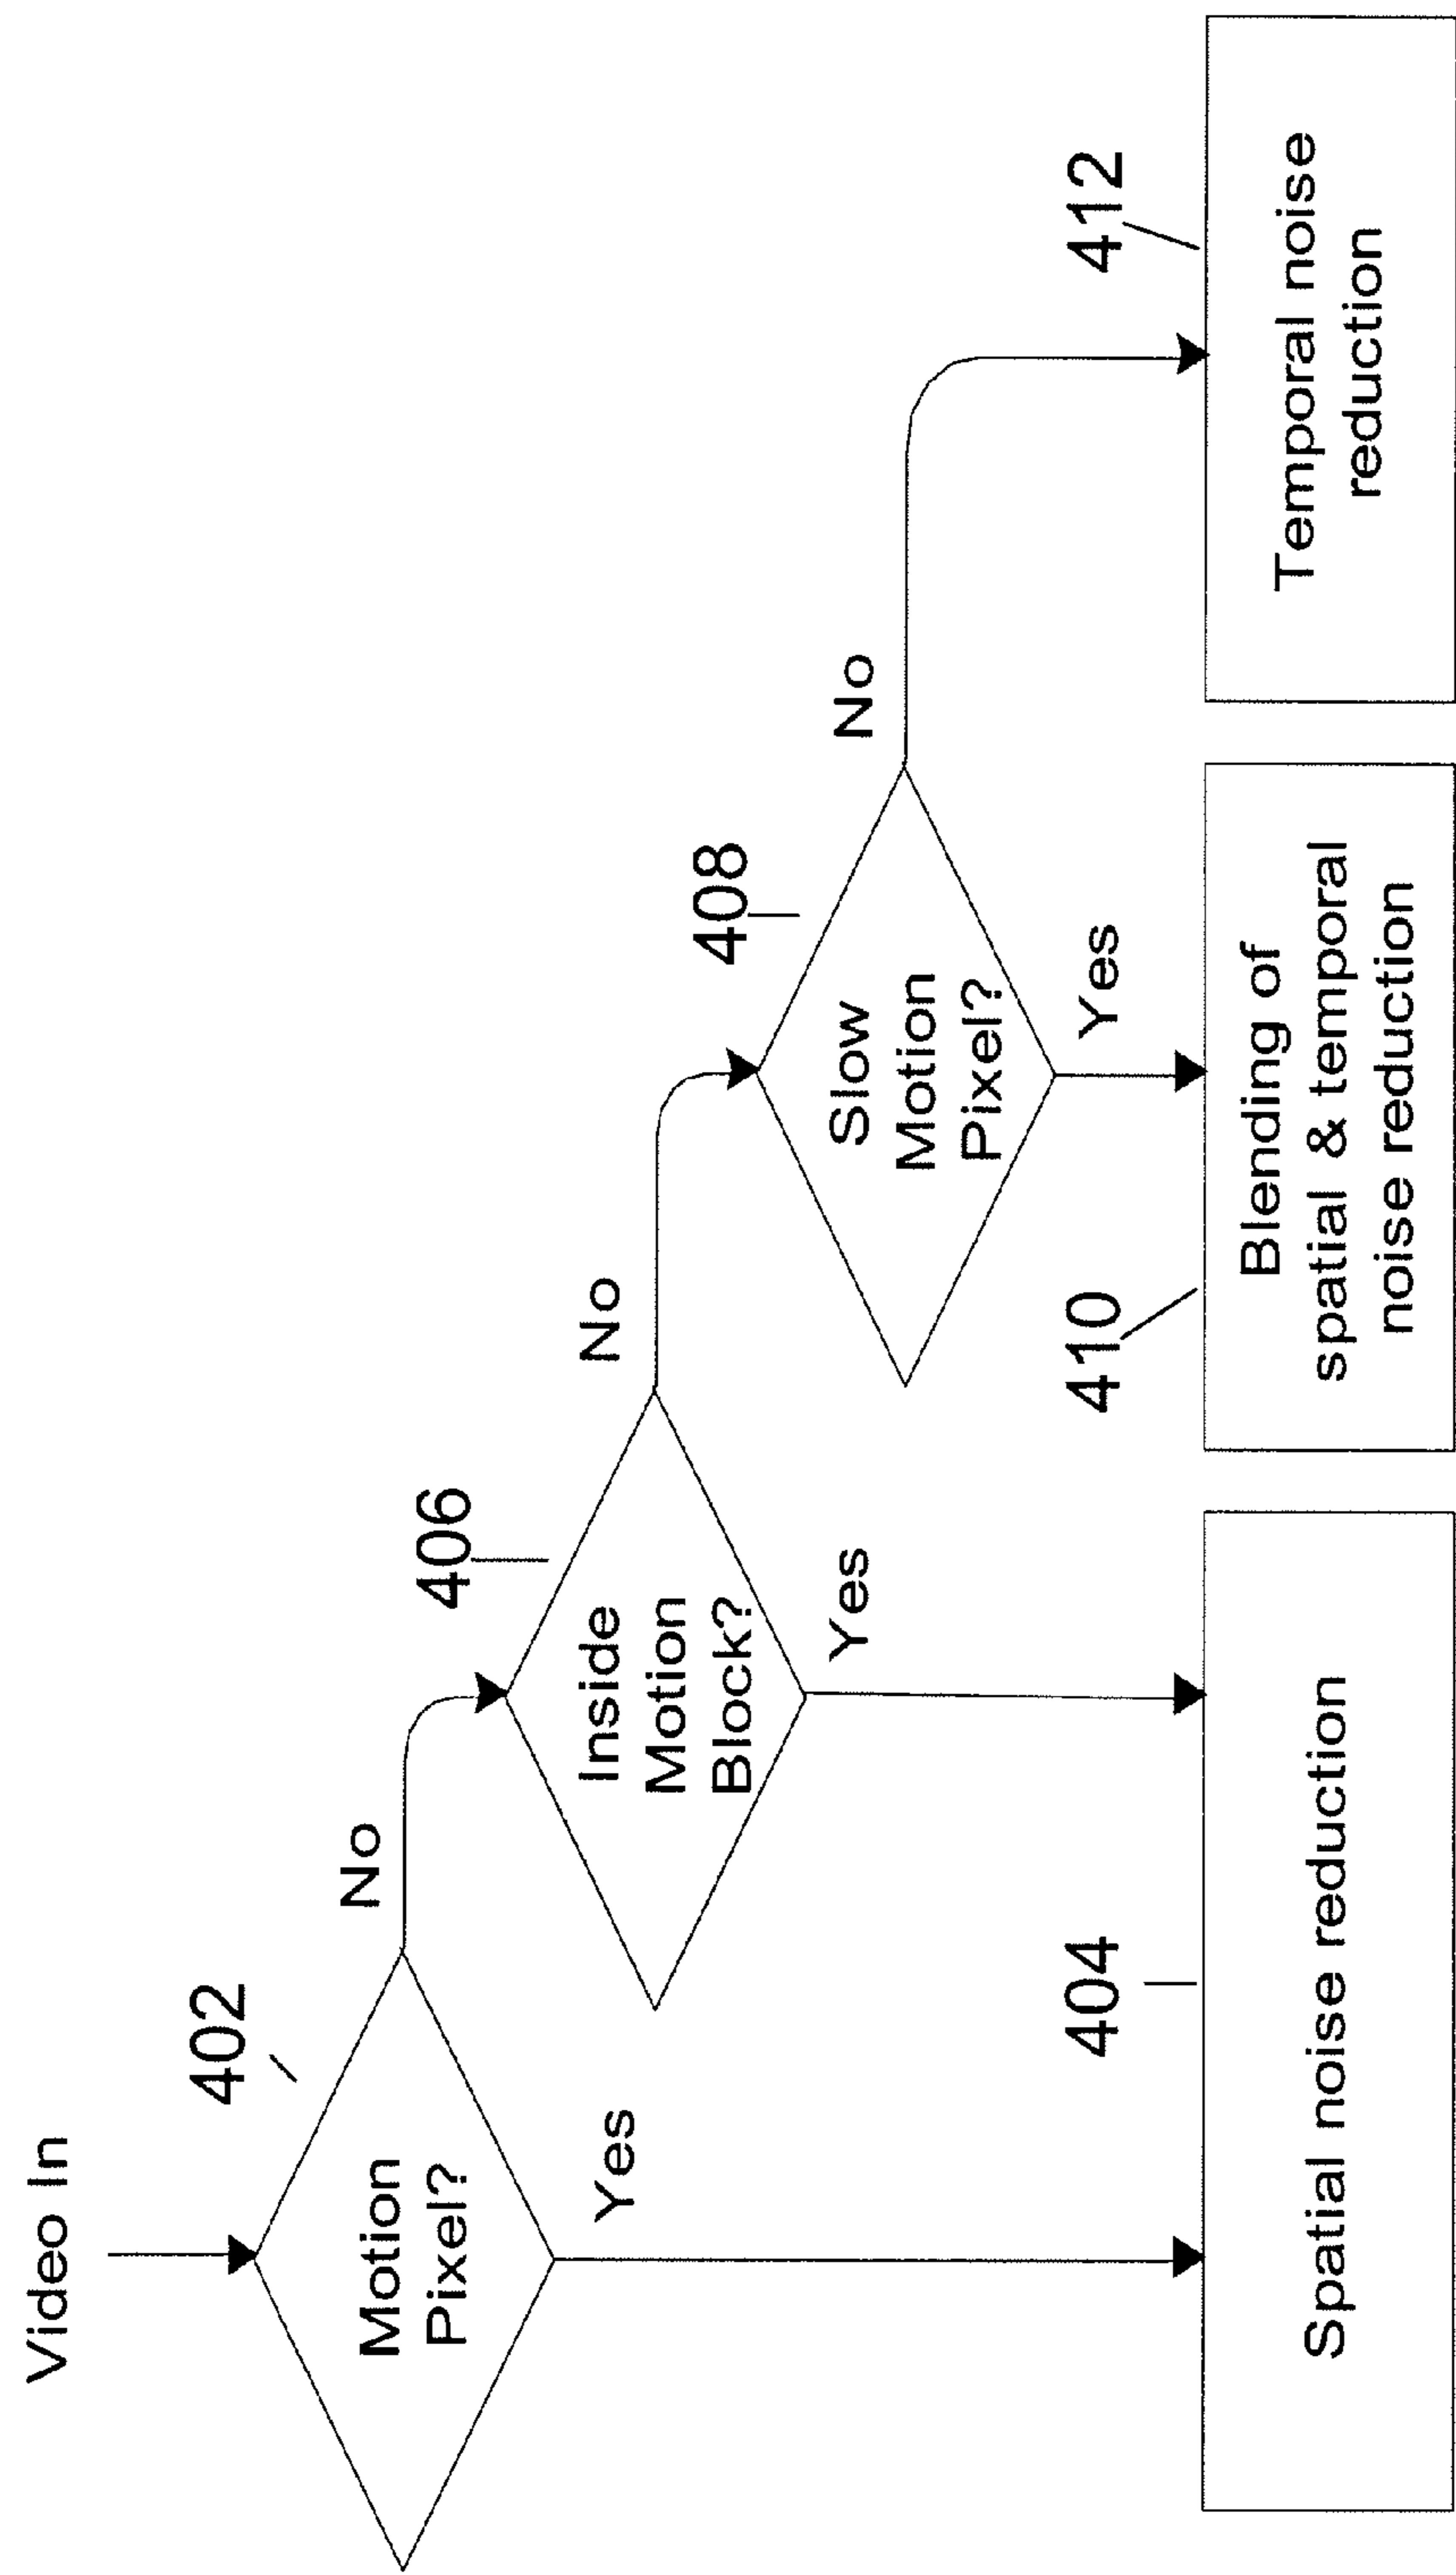 Video In
402
Motion
Pixel?
No
Yes
406
Inside
Motion
Block?
No
Yes
408
Slow
Motion
Pixel?
No
Yes
404
Spatial noise reduction
410
Blending of
spatial & temporal
noise reduction
412
Temporal noise
reduction